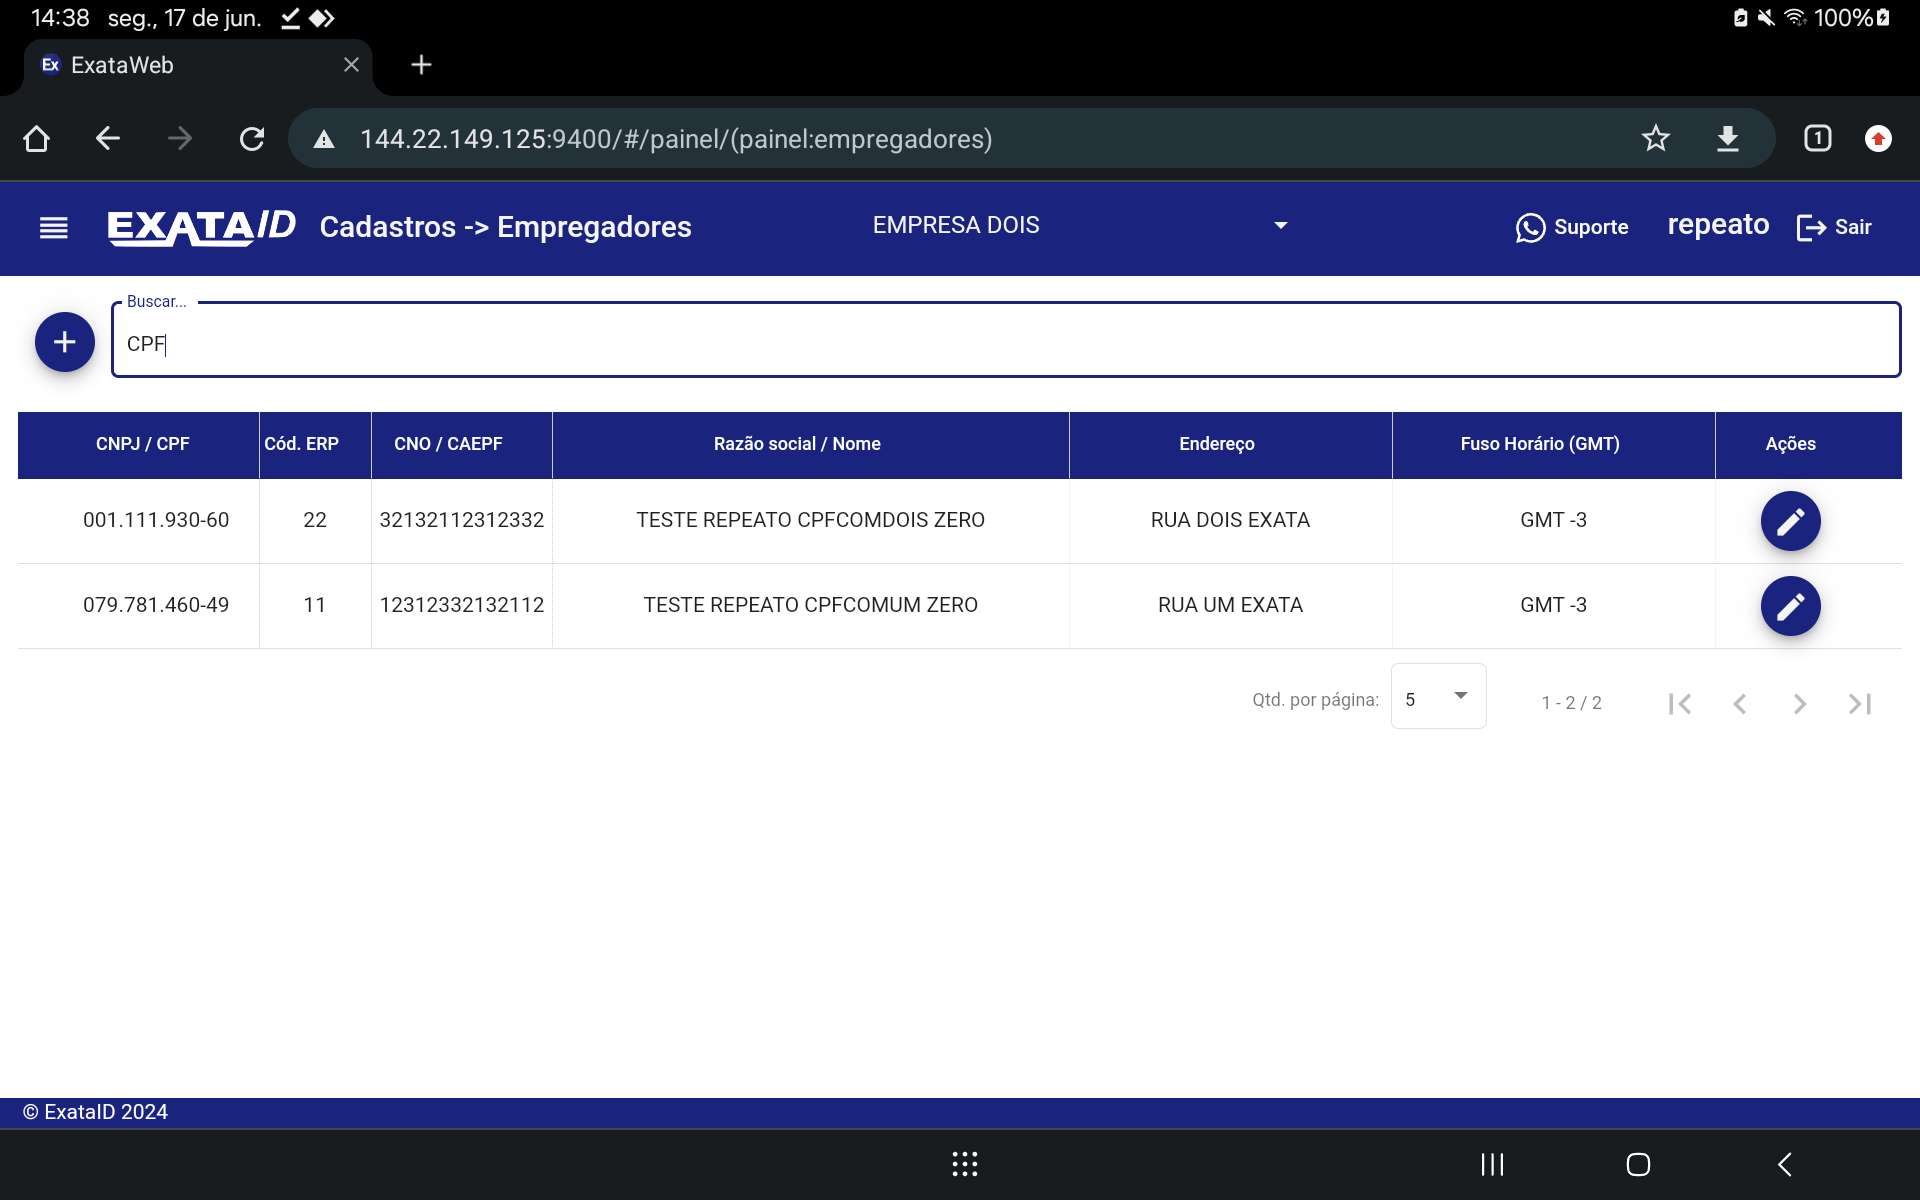 14:38 seg., 17 de jun. 100%
Ex ExataWeb
144.22.149.125:9400/#/painel/(painel:empregadores) 1
EXATAID Cadastros -> Empregadores EMPRESA DOIS Suporte repeato Sair
Buscar...
CPF
CNPJ / CPF Cód. ERP CNO / CAEPF Razão social / Nome Endereço Fuso Horário (GMT) Ações
001.111.930-60 22 32132112312332 TESTE REPEATO CPFCOMDOIS ZERO RUA DOIS EXATA GMT -3
079.781.460-49 11 12312332132112 TESTE REPEATO CPFCOMUM ZERO RUA UM EXATA GMT -3
Qtd. por página: 5 1 - 2 / 2
© ExataID 2024